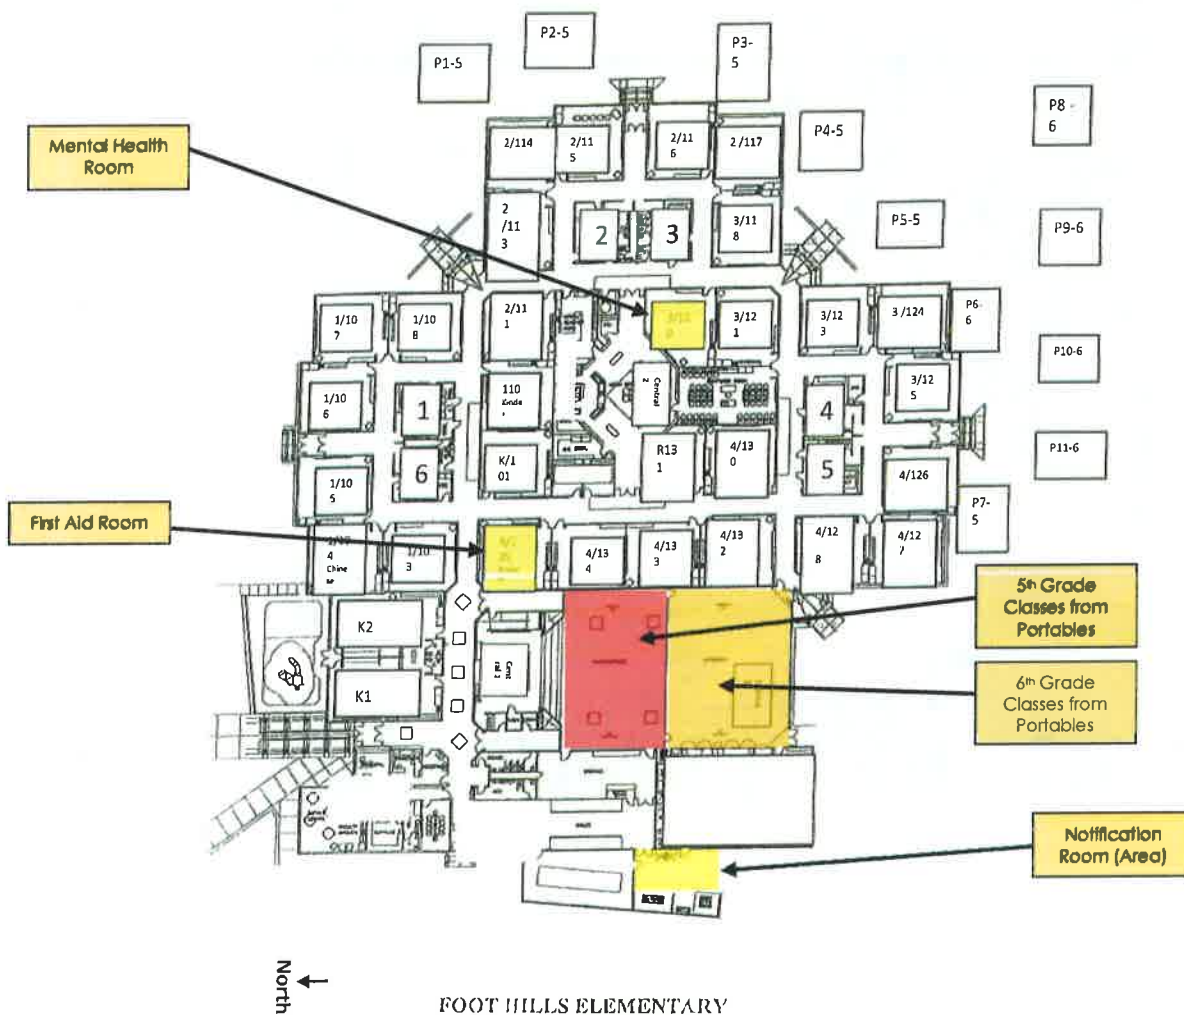 P2-5
P3-
5
P1-5
P8 -
6
P4-5
Mental Health
Room
2/114
2/11
5
2/11
6
2 /117
2
/11
3
2
3
3/11
8
P5-5
P9-6
1/10
7
1/10
8
2/11
1
3/12
1
3/12
3
3 /124
P6-
6
P10-6
1/10
6
1
110
Kinde
r
Central
2
4
3/12
5
6
K/1
01
R13
1
4/13
0
5
4/126
P11-6
1/10
5
First Aid Room
P7-
5
4
Chine
se
1/10
3
4/13
4
4/13
3
4/13
2
4/12
8
4/12
7
5th Grade
Classes from
Portables
K2
K1
6th Grade
Classes from
Portables
Notification
Room (Area)
North
FOOT HILLS ELEMENTARY